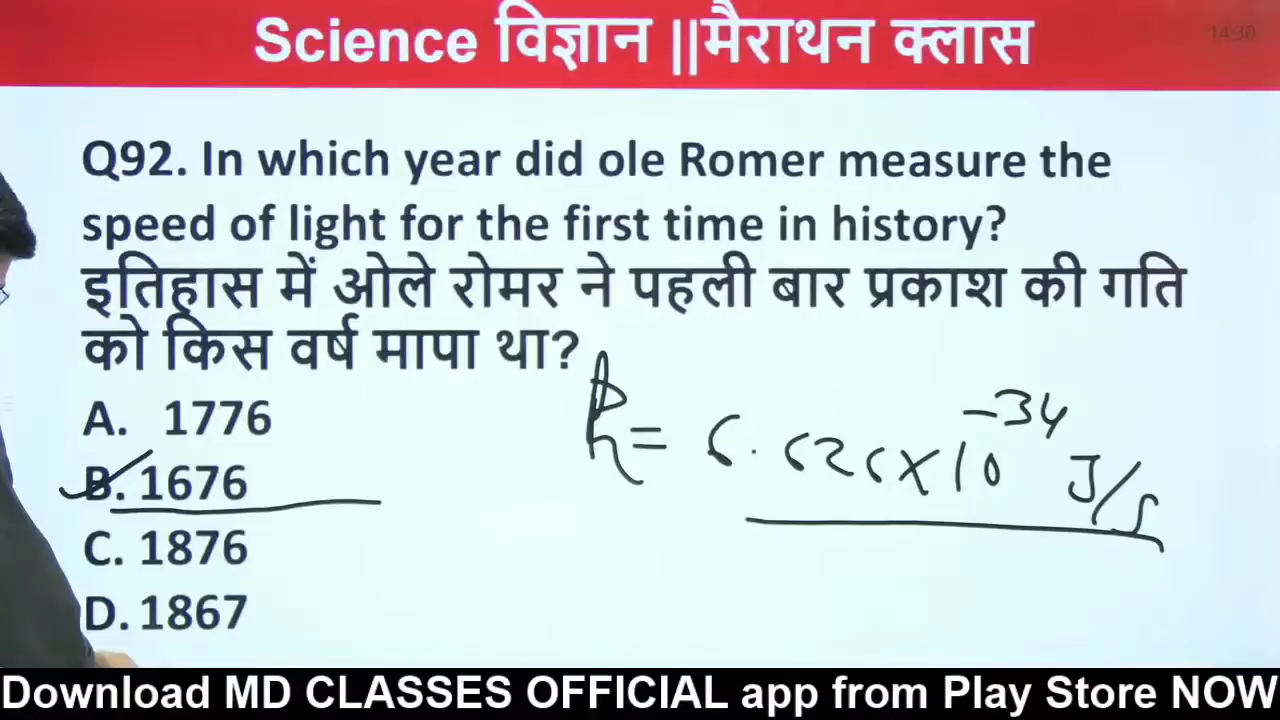 Science विज्ञान ||मैराथन क्लास
14:30
Q92. In which year did ole Romer measure the
speed of light for the first time in history?
इतिहास में ओले रोमर ने पहली बार प्रकाश की गति
को किस वर्ष मापा था?
A. 1776
B. 1676
C. 1876
D. 1867
h = 6.626×10⁻³⁴ J/s
Download MD CLASSES OFFICIAL app from Play Store NOW